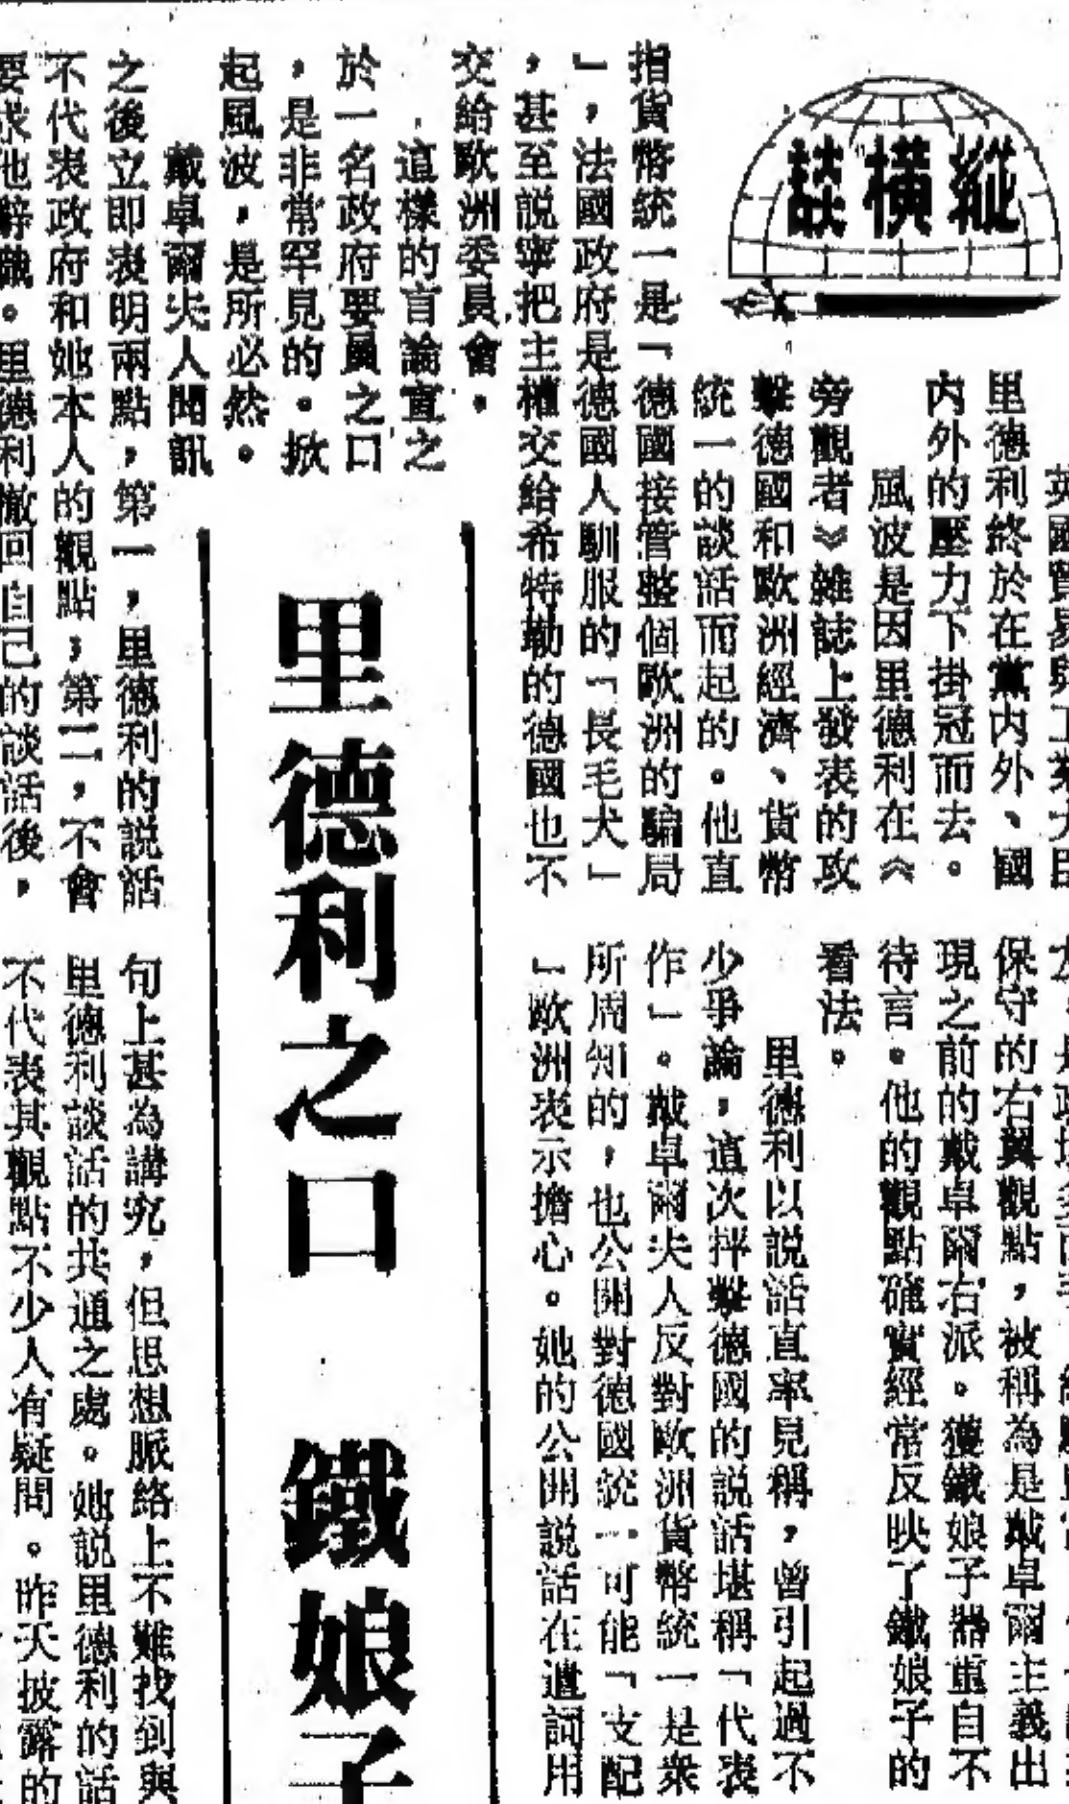 縱橫談
里德利之口 鐵娘子
英國貿易與工業大臣
里德利終於在黨內外、國
內外的壓力下掛冠而去。
風波是因里德利在《
旁觀者》雜誌上發表的攻
擊德國和歐洲經濟、貨幣
統一的談話而起的。他直
指貨幣統一是「德國接管整個歐洲的騙局
」,法國政府是德國人馴服的「長毛犬」
,甚至説寧把主權交給希特勒的德國也不
交給歐洲委員會。
這樣的言論宣之
於一名政府要員之口
,是非常罕見的。掀
起風波,是所必然。
戴卓爾夫人聞訊
之後立即表明兩點,第一,里德利的説話
不代表政府和她本人的觀點,第二,不會
要求他辭職。里德利撤回自己的談話後,
保守的右翼觀點,被稱為是戴卓爾主義出
現之前的戴卓爾右派。獲鐵娘子器重自不
待言。他的觀點確實經常反映了鐵娘子的
看法。
里德利以説話直率見稱,曾引起過不
少爭論,這次抨擊德國的説話堪稱「代表
作」。戴卓爾夫人反對歐洲貨幣統一是衆
所周知的,也公開對德國統一可能「支配
」歐洲表示擔心。她的公開説話在遣詞用
句上甚為講究,但思想脈絡上不難找到與
里德利談話的共通之處。她説里德利的話
不代表其觀點不少人有疑問。昨天披露的